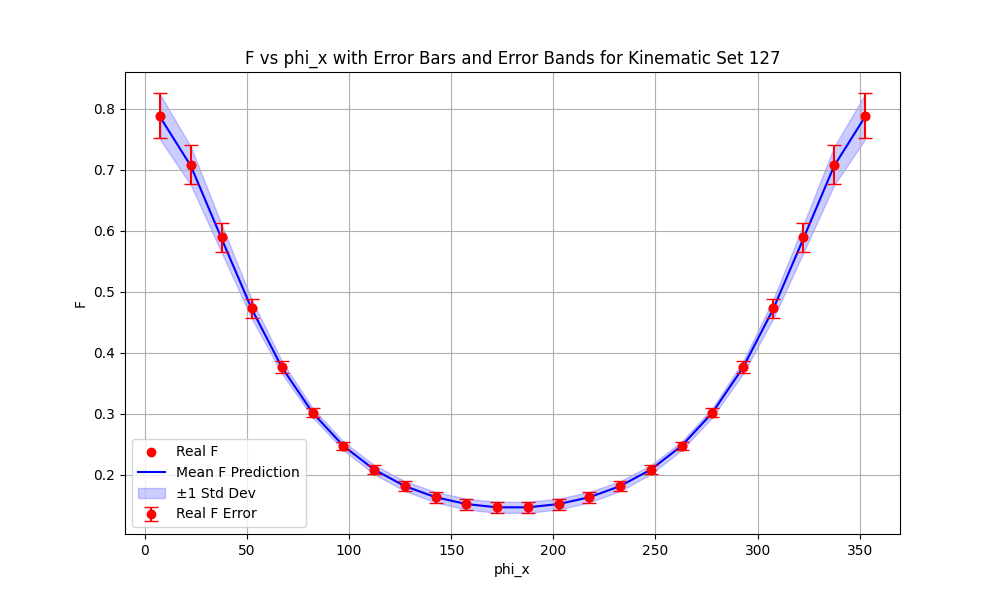 F vs phi_x with Error Bars and Error Bands for Kinematic Set 127
F
0.8
0.7
0.6
0.5
0.4
0.3
0.2
Real F
Mean F Prediction
±1 Std Dev
Real F Error
0 50 100 150 200 250 300 350
phi_x